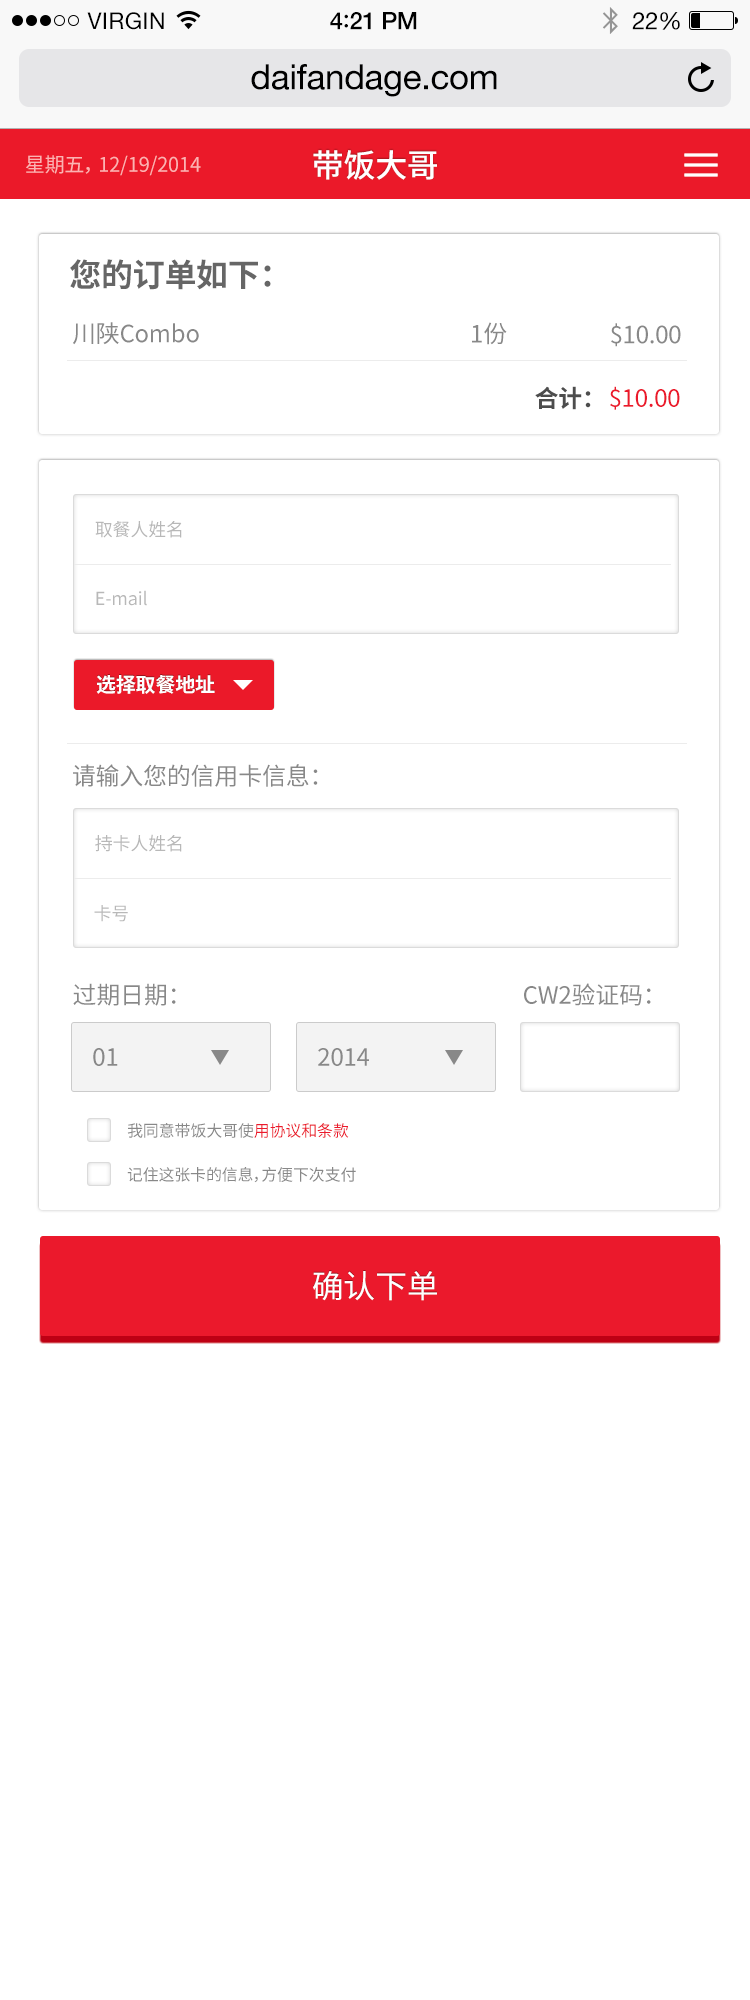 VIRGIN 4:21 PM 22%
daifandage.com
星期五, 12/19/2014 带饭大哥
您的订单如下：
川陕Combo 1份 $10.00
合计： $10.00
取餐人姓名
E-mail
选择取餐地址
请输入您的信用卡信息：
持卡人姓名
卡号
过期日期： CW2验证码：
01 2014
我同意带饭大哥使用协议和条款
记住这张卡的信息,方便下次支付
确认下单